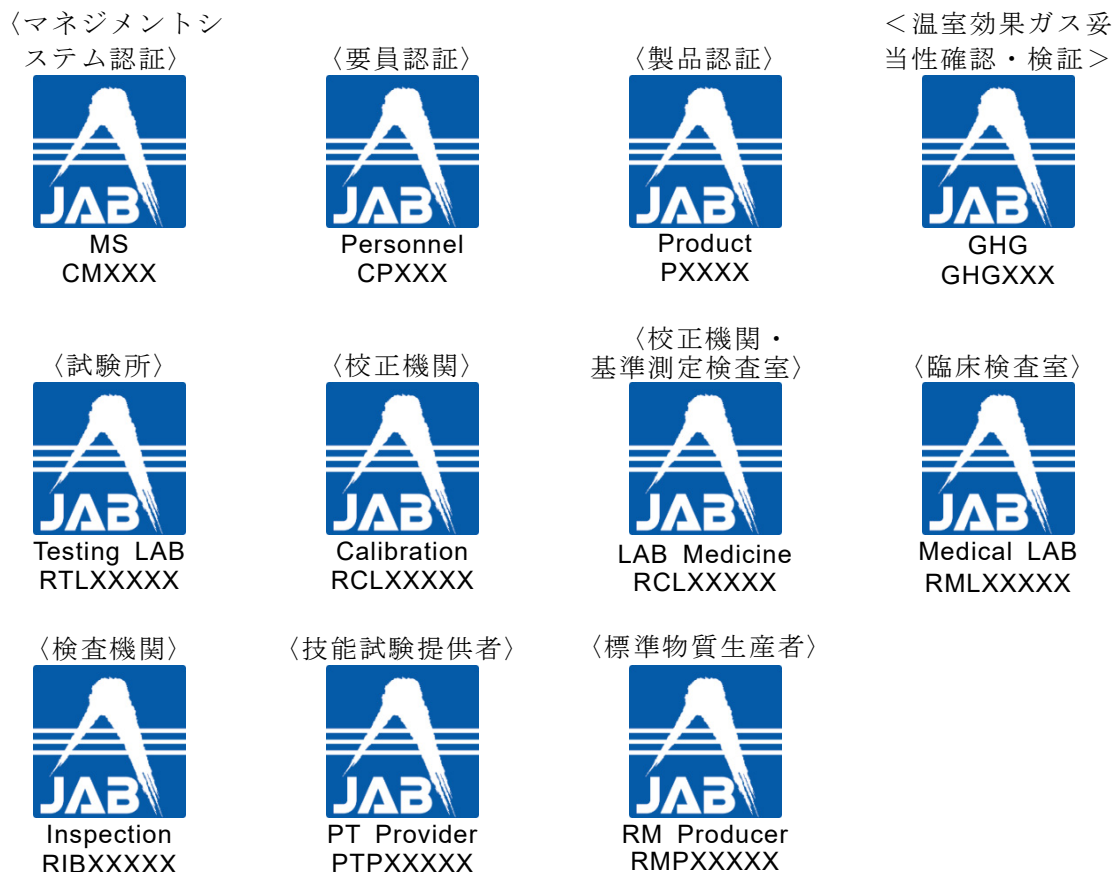 〈マネジメントシ
ステム認証〉
JAB
MS
CMXXX
〈要員認証〉
JAB
Personnel
CPXXX
〈製品認証〉
JAB
Product
PXXXX
＜温室効果ガス妥
当性確認・検証＞
JAB
GHG
GHGXXX
〈試験所〉
JAB
Testing LAB
RTLXXXXX
〈校正機関〉
JAB
Calibration
RCLXXXXX
〈校正機関・
基準測定検査室〉
JAB
LAB Medicine
RCLXXXXX
〈臨床検査室〉
JAB
Medical LAB
RMLXXXXX
〈検査機関〉
JAB
Inspection
RIBXXXXX
〈技能試験提供者〉
JAB
PT Provider
PTPXXXXX
〈標準物質生産者〉
JAB
RM Producer
RMPXXXXX